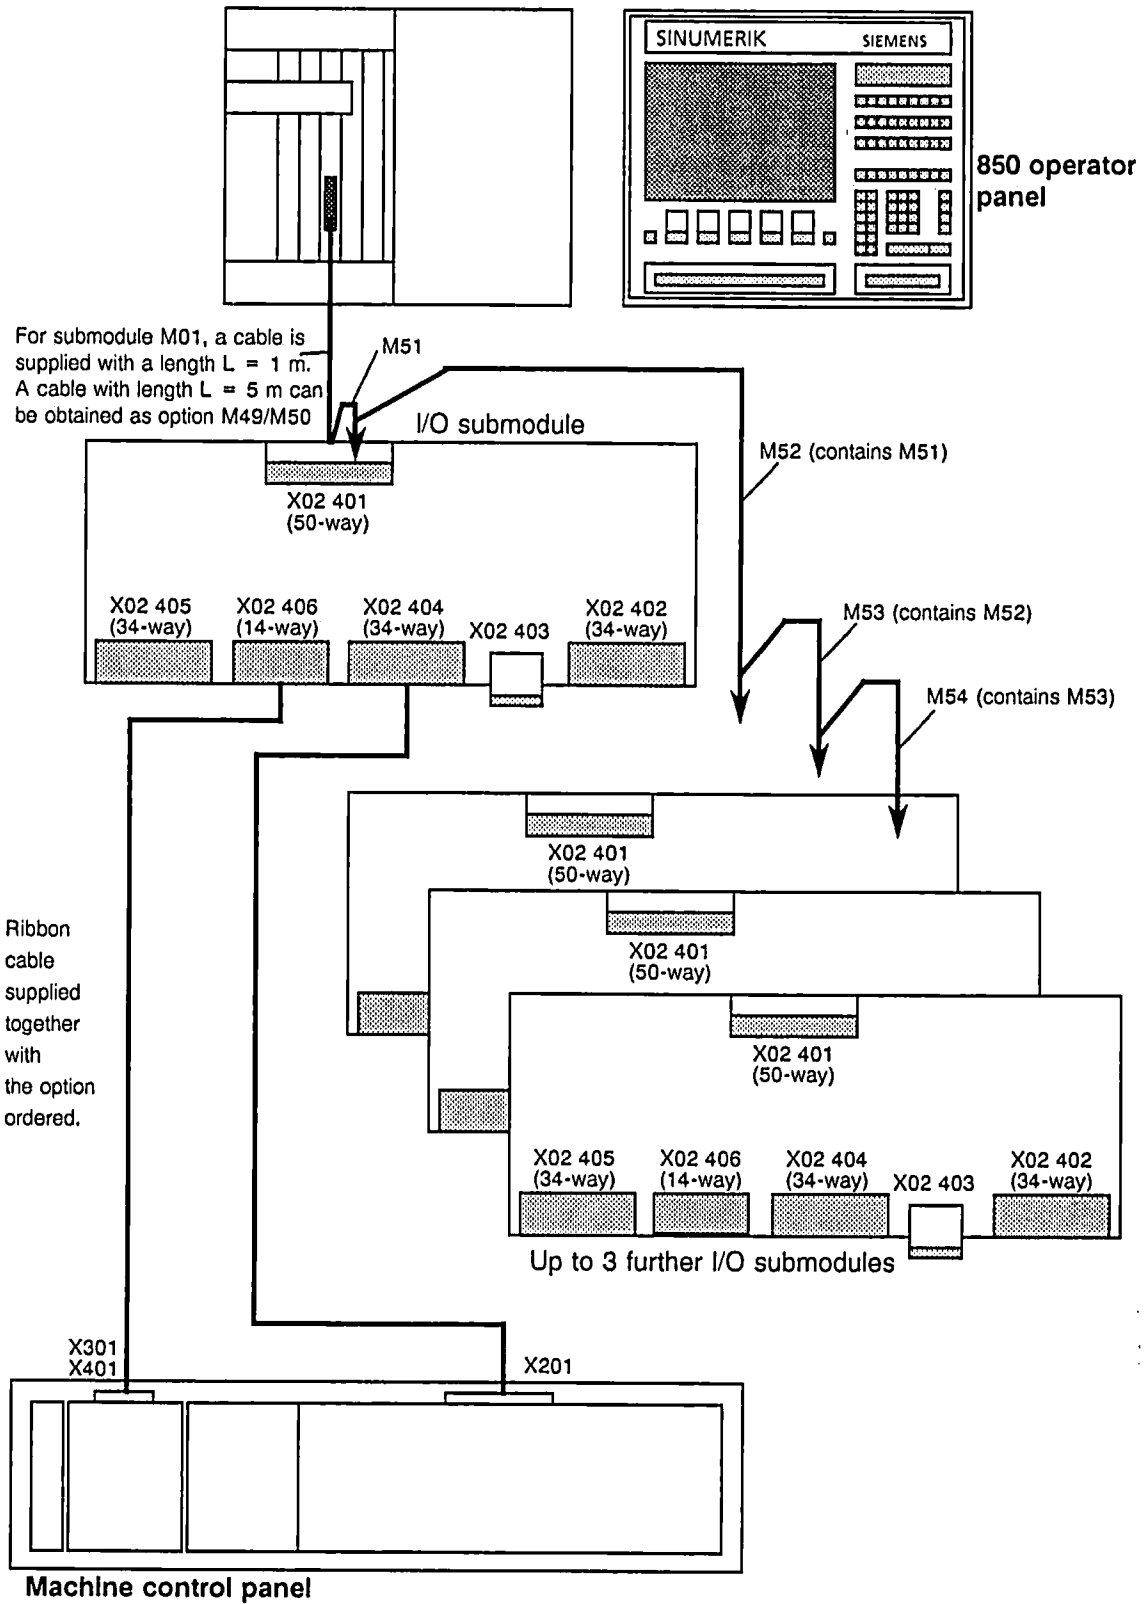 SINUMERIK SIEMENS
850 operator
panel
For submodule M01, a cable is
supplied with a length L = 1 m.
A cable with length L = 5 m can
be obtained as option M49/M50
M51
I/O submodule
M52 (contains M51)
X02 401
(50-way)
X02 405
(34-way)
X02 406
(14-way)
X02 404
(34-way)
X02 403
X02 402
(34-way)
M53 (contains M52)
M54 (contains M53)
X02 401
(50-way)
X02 401
(50-way)
X02 401
(50-way)
Ribbon
cable
supplied
together
with
the option
ordered.
X02 405
(34-way)
X02 406
(14-way)
X02 404
(34-way)
X02 403
X02 402
(34-way)
Up to 3 further I/O submodules
X301
X401
X201
Machine control panel